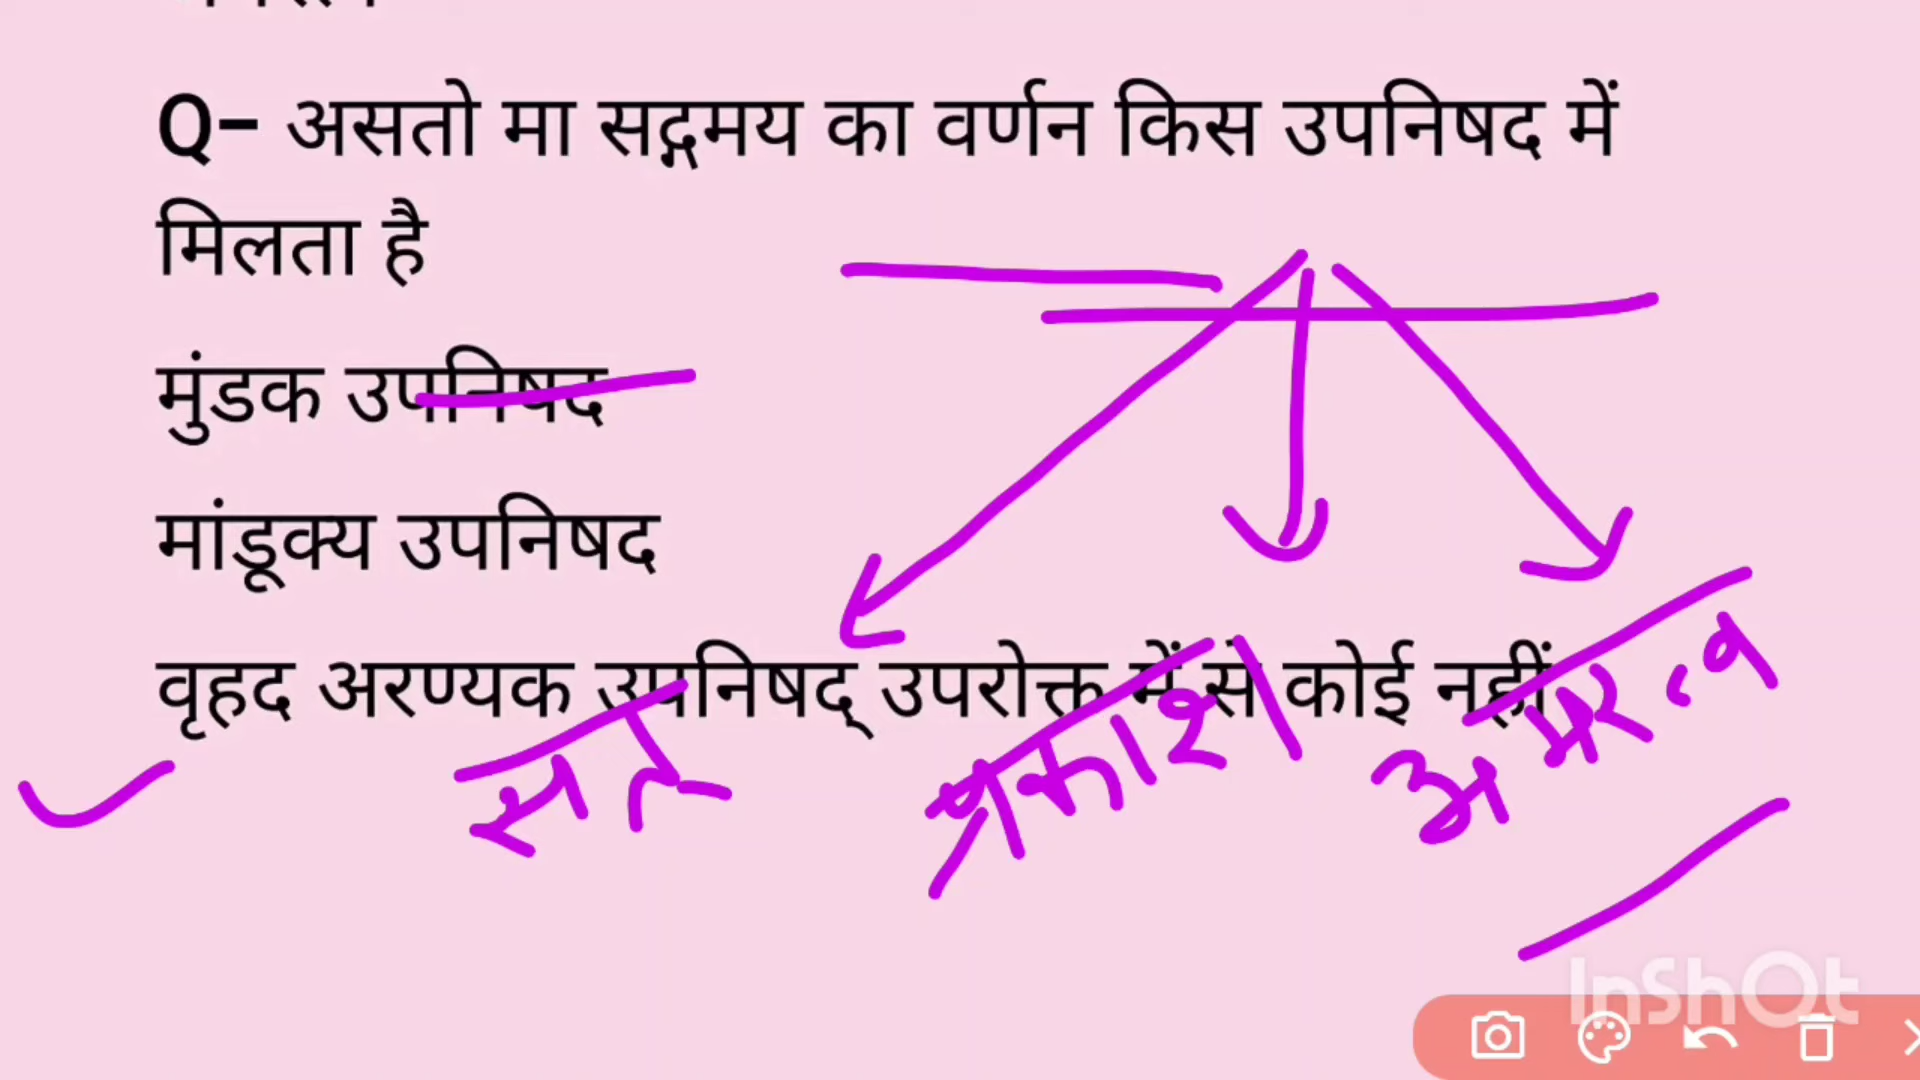 Q- असतो मा सद्गमय का वर्णन किस उपनिषद में
मिलता है
मुंडक उपनिषद
मांडूक्य उपनिषद
वृहद अरण्यक उपनिषद् उपरोक्त में से कोई नहीं
सत्
प्रकाश
अमरत्व
InShOt